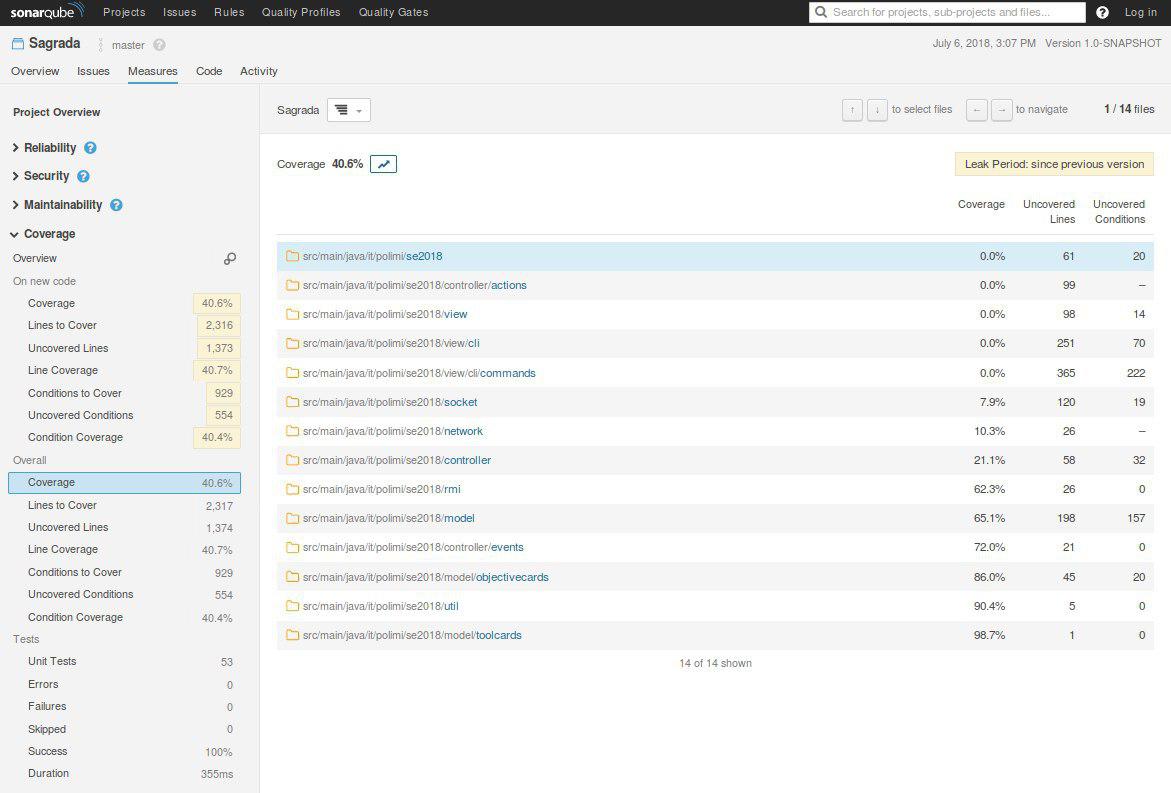 sonarqube Projects Issues Rules Quality Profiles Quality Gates Search for projects, sub-projects and files... ? Log in
Sagrada master ? July 6, 2018, 3:07 PM Version 1.0-SNAPSHOT
Overview Issues Measures Code Activity
Project Overview
Reliability ?
Security ?
Maintainability ?
Coverage
Overview
On new code
Coverage 40.6%
Lines to Cover 2,316
Uncovered Lines 1,373
Line Coverage 40.7%
Conditions to Cover 929
Uncovered Conditions 554
Condition Coverage 40.4%
Overall
Coverage 40.6%
Lines to Cover 2,317
Uncovered Lines 1,374
Line Coverage 40.7%
Conditions to Cover 929
Uncovered Conditions 554
Condition Coverage 40.4%
Tests
Unit Tests 53
Errors 0
Failures 0
Skipped 0
Success 100%
Duration 355ms
Sagrada ↑ ↓ to select files ← → to navigate 1 / 14 files
Coverage 40.6% Leak Period: since previous version
Coverage Uncovered Uncovered
Lines Conditions
src/main/java/it/polimi/se2018 0.0% 61 20
src/main/java/it/polimi/se2018/controller/actions 0.0% 99 –
src/main/java/it/polimi/se2018/view 0.0% 98 14
src/main/java/it/polimi/se2018/view/cli 0.0% 251 70
src/main/java/it/polimi/se2018/view/cli/commands 0.0% 365 222
src/main/java/it/polimi/se2018/socket 7.9% 120 19
src/main/java/it/polimi/se2018/network 10.3% 26 –
src/main/java/it/polimi/se2018/controller 21.1% 58 32
src/main/java/it/polimi/se2018/rmi 62.3% 26 0
src/main/java/it/polimi/se2018/model 65.1% 198 157
src/main/java/it/polimi/se2018/controller/events 72.0% 21 0
src/main/java/it/polimi/se2018/model/objectivecards 86.0% 45 20
src/main/java/it/polimi/se2018/util 90.4% 5 0
src/main/java/it/polimi/se2018/model/toolcards 98.7% 1 0
14 of 14 shown